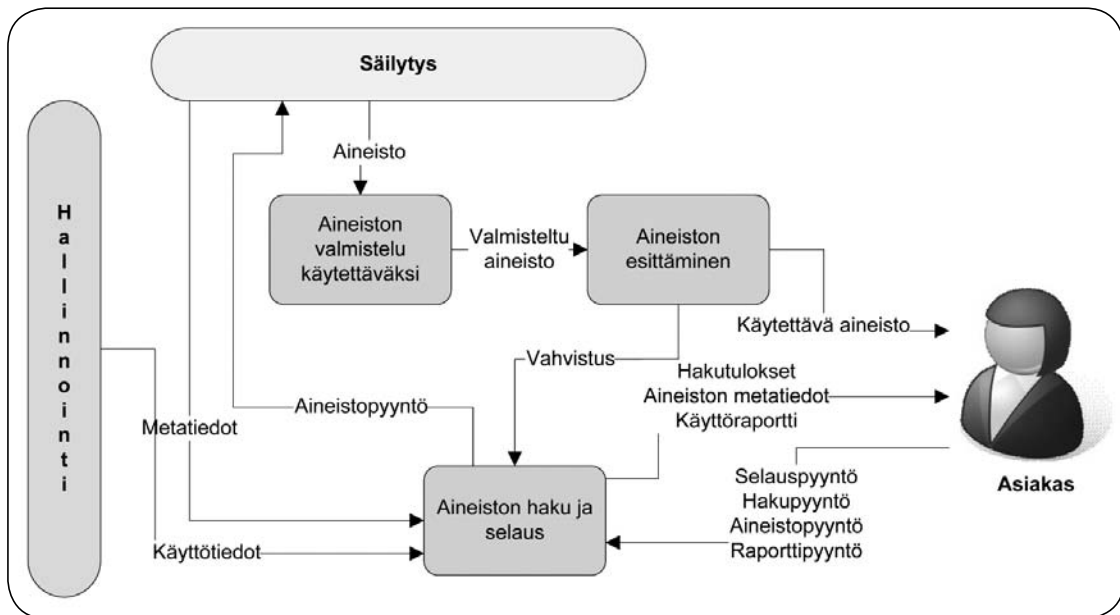 Säilytys
Hallinnointi
Aineisto
Aineiston
valmistelu
käytettäväksi
Valmisteltu
aineisto
Aineiston
esittäminen
Käytettävä aineisto
Vahvistus
Hakutulokset
Aineiston metatiedot
Käyttöraportti
Aineistopyyntö
Metatiedot
Aineiston haku ja
selaus
Selauspyyntö
Hakupyyntö
Aineistopyyntö
Raporttipyyntö
Asiakas
Käyttötiedot